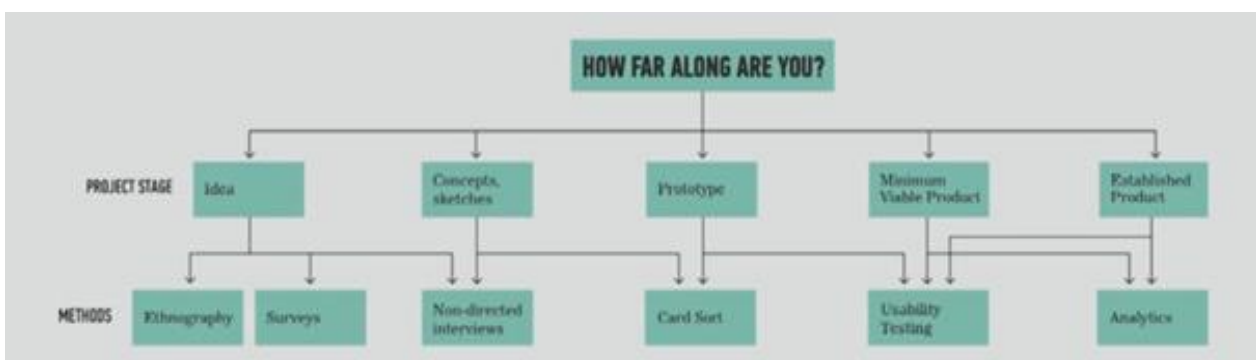 HOW FAR ALONG ARE YOU?
PROJECT STAGE
Idea
Concepts,
sketches
Prototype
Minimum
Viable Product
Established
Product
METHODS
Ethnography
Surveys
Non-directed
interviews
Card Sort
Usability
Testing
Analytics